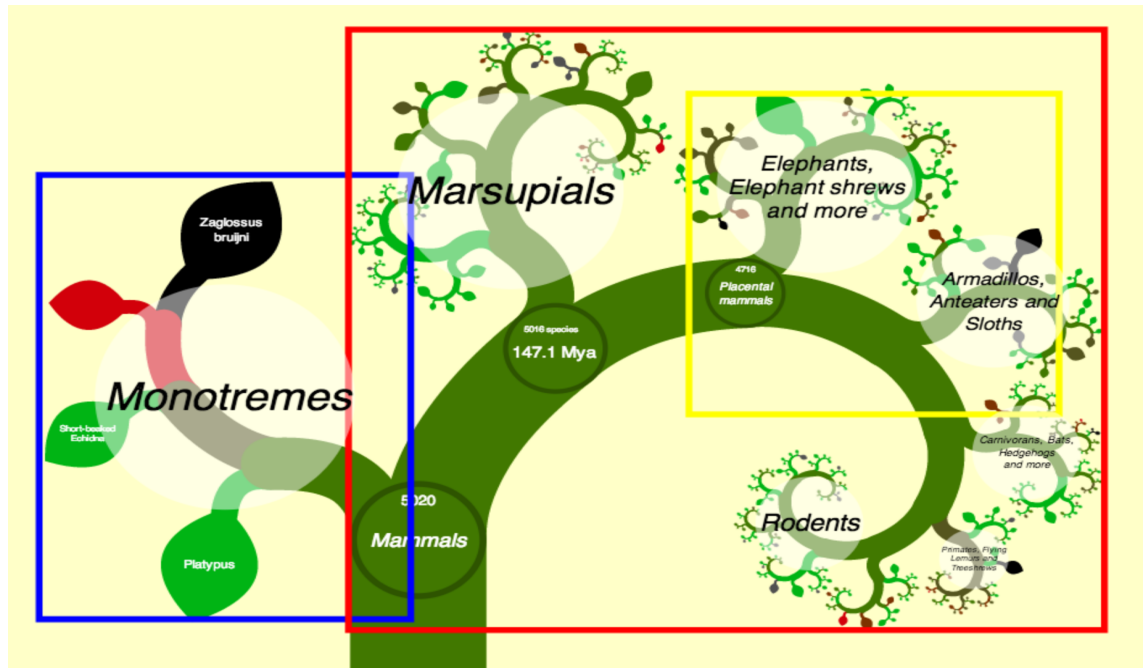 Zaglossus
bruijni
Monotremes
Short-beaked
Echidna
Platypus
5020
Mammals
Marsupials
5016 species
147.1 Mya
4716
Placental
mammals
Elephants,
Elephant shrews
and more
Armadillos,
Anteaters and
Sloths
Carnivorans, Bats,
Hedgehogs
and more
Primates, Flying
Lemurs and
Treeshrews
Rodents